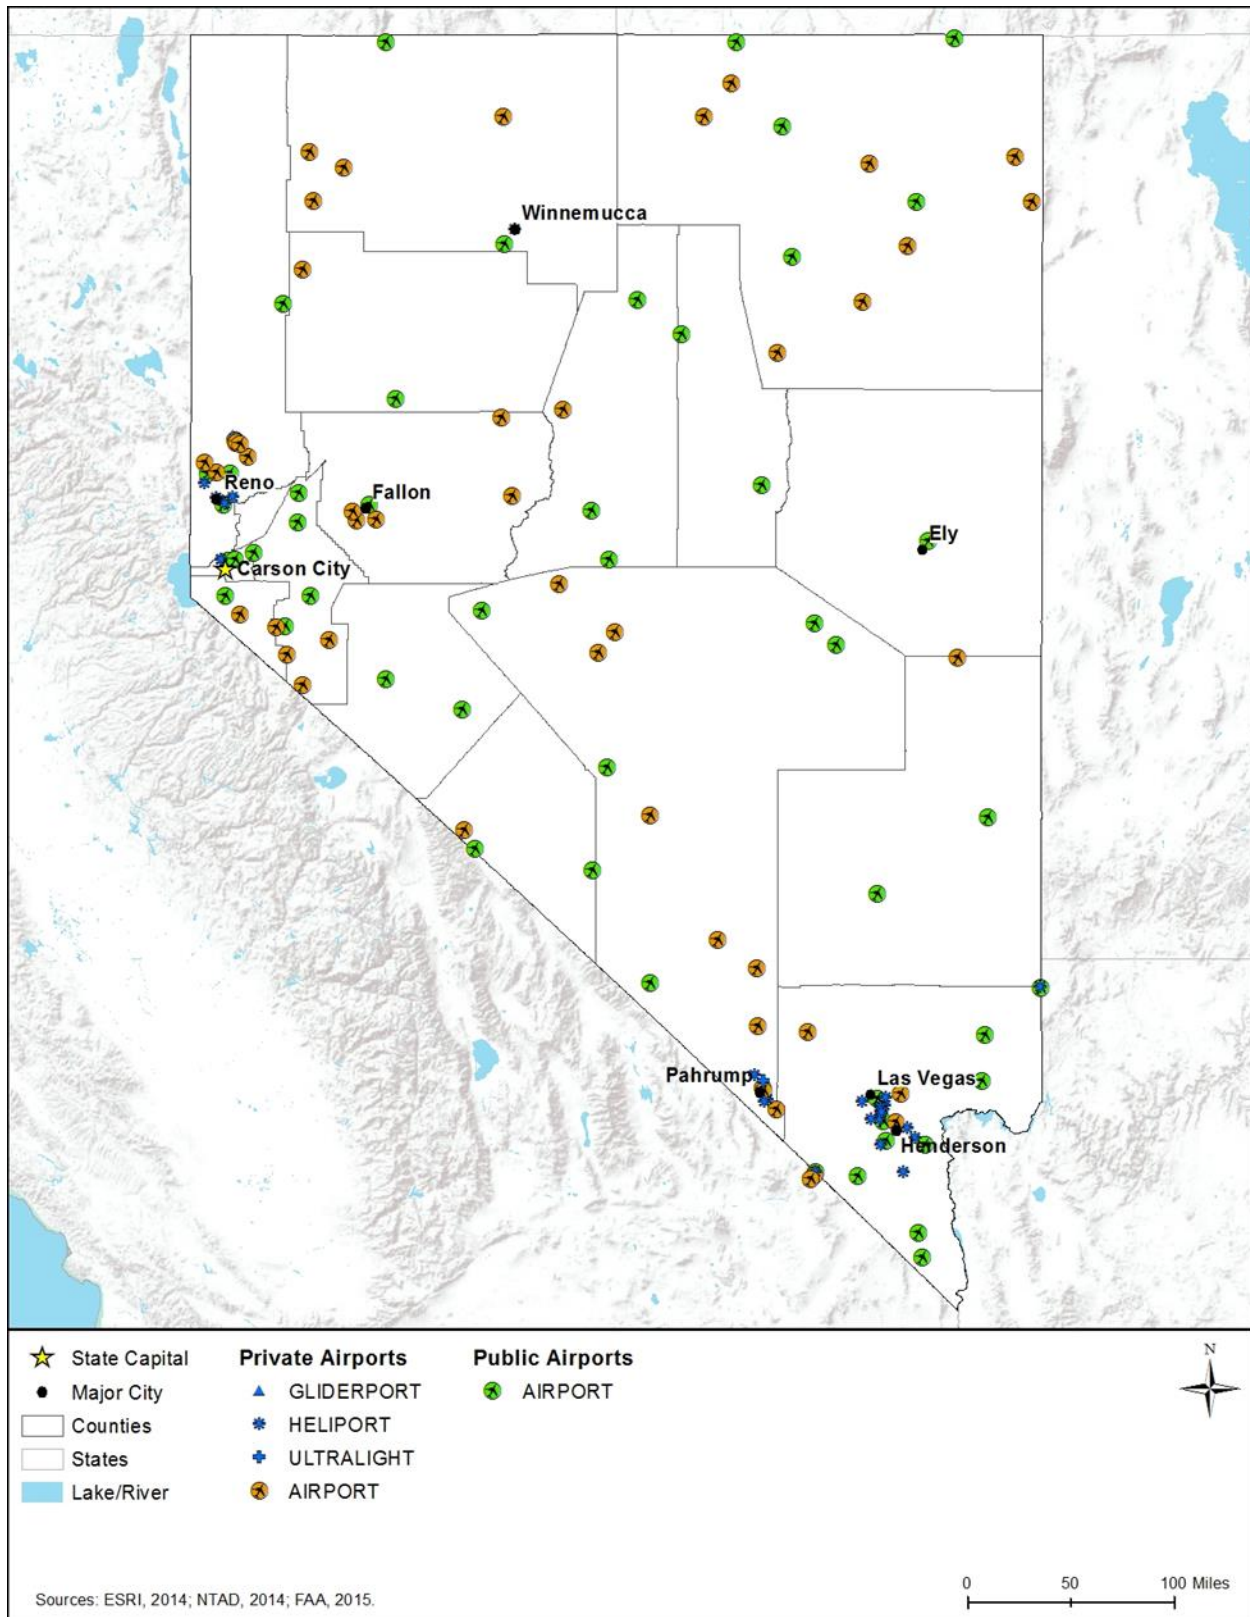 Winnemucca
Reno
Fallon
Ely
Carson City
Pahrump
Las Vegas
Henderson
State Capital
Major City
Counties
States
Lake/River
Private Airports
GLIDERPORT
HELIPORT
ULTRALIGHT
AIRPORT
Public Airports
AIRPORT
N
0 50 100 Miles
Sources: ESRI, 2014; NTAD, 2014; FAA, 2015.